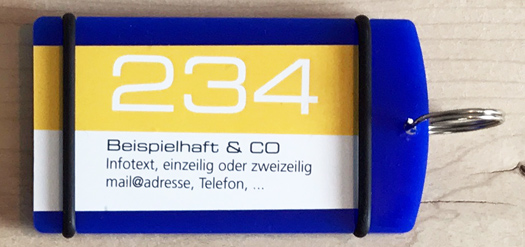 234
Beispielhaft & CO
Infotext, einzeilig oder zweizeilig
mail@adresse, Telefon, ...